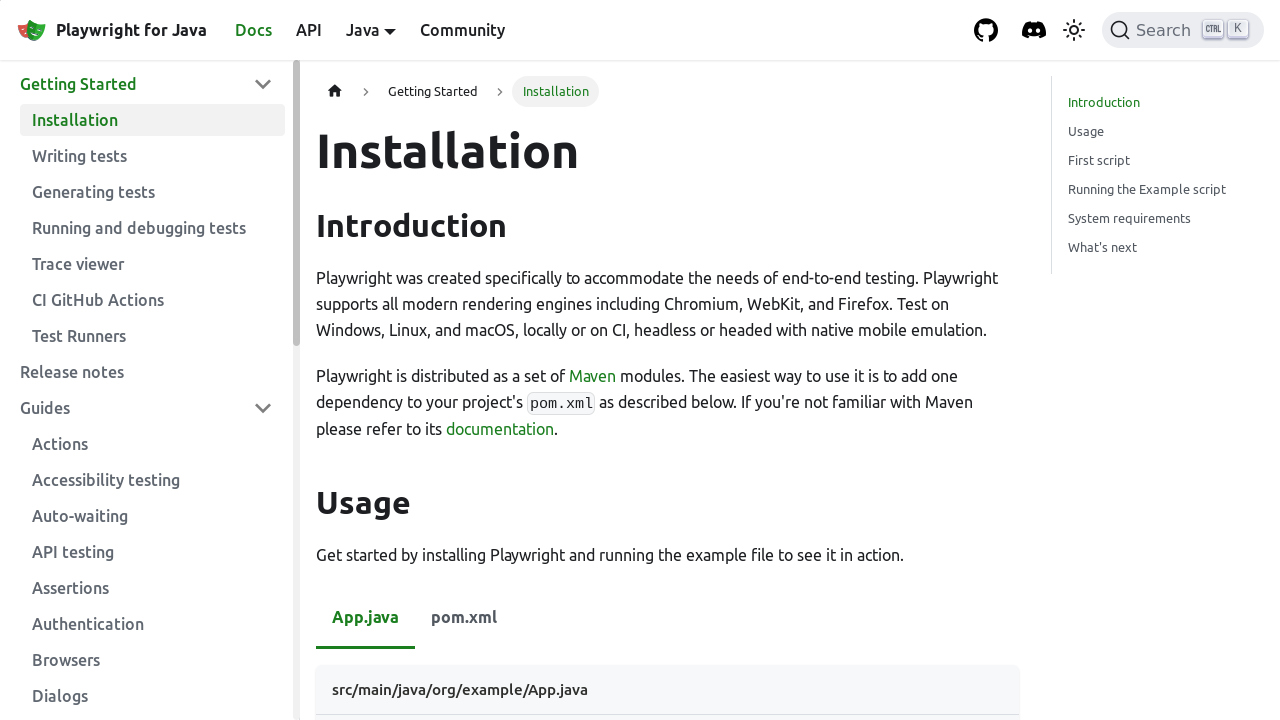 Playwright for Java
Docs
API
Java
Community
Search
CTRL
K
Getting Started
Installation
Writing tests
Generating tests
Running and debugging tests
Trace viewer
CI GitHub Actions
Test Runners
Release notes
Guides
Actions
Accessibility testing
Auto-waiting
API testing
Assertions
Authentication
Browsers
Dialogs
Getting Started
Installation
Installation
Introduction
Playwright was created specifically to accommodate the needs of end-to-end testing. Playwright
supports all modern rendering engines including Chromium, WebKit, and Firefox. Test on
Windows, Linux, and macOS, locally or on CI, headless or headed with native mobile emulation.
Playwright is distributed as a set of Maven modules. The easiest way to use it is to add one
dependency to your project's pom.xml as described below. If you're not familiar with Maven
please refer to its documentation.
Usage
Get started by installing Playwright and running the example file to see it in action.
App.java
pom.xml
src/main/java/org/example/App.java
Introduction
Usage
First script
Running the Example script
System requirements
What's next